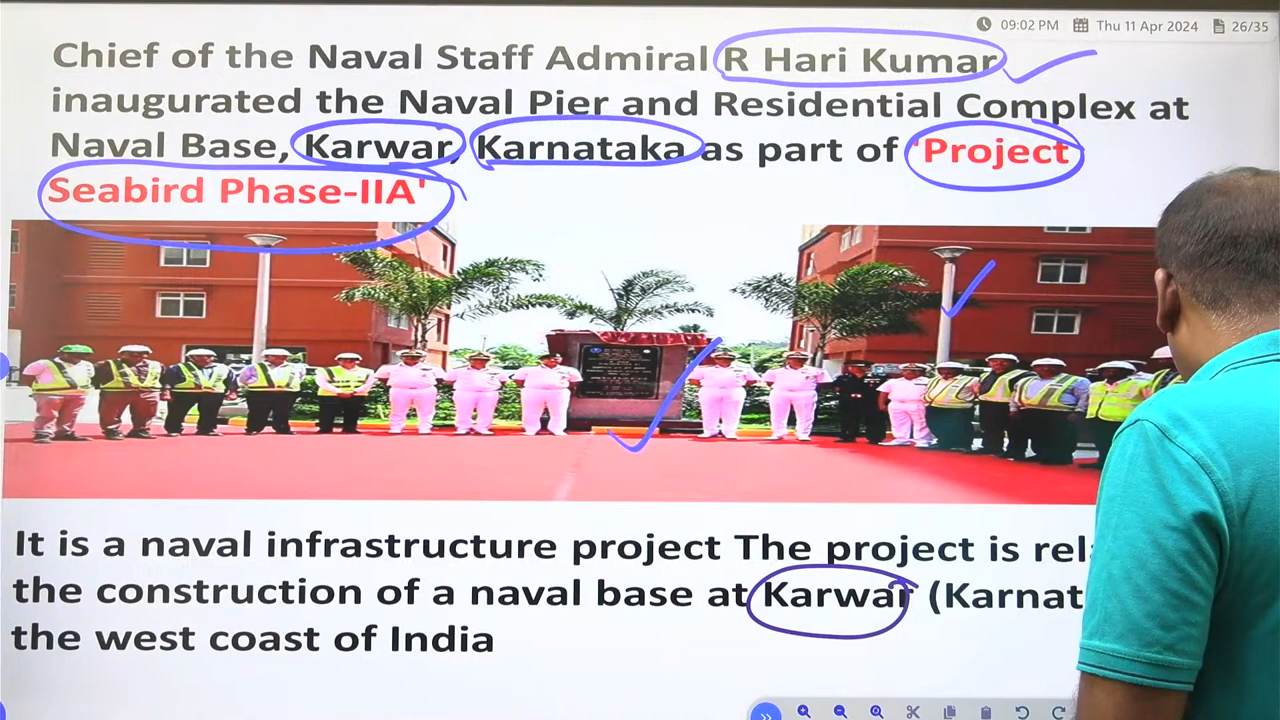 09:02 PM Thu 11 Apr 2024 26/35
Chief of the Naval Staff Admiral R Hari Kumar
inaugurated the Naval Pier and Residential Complex at
Naval Base, Karwar, Karnataka as part of 'Project
Seabird Phase-IIA'
It is a naval infrastructure project The project is rel
the construction of a naval base at Karwar (Karnat
the west coast of India